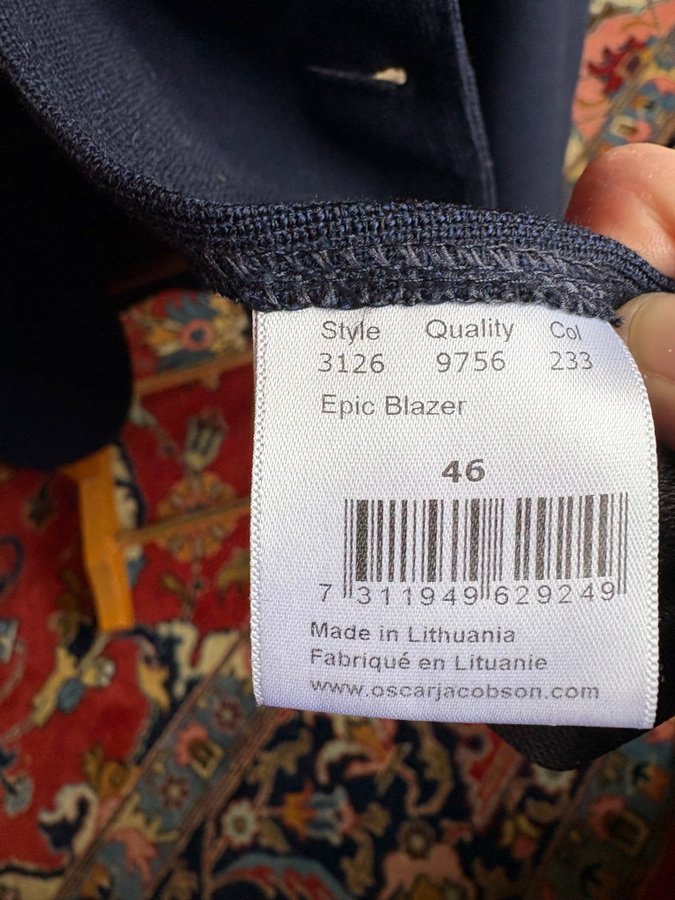 Style Quality Col
3126 9756 233
Epic Blazer
46
7 311949 629249
Made in Lithuania
Fabriqué en Lituanie
www.oscarjacobson.com